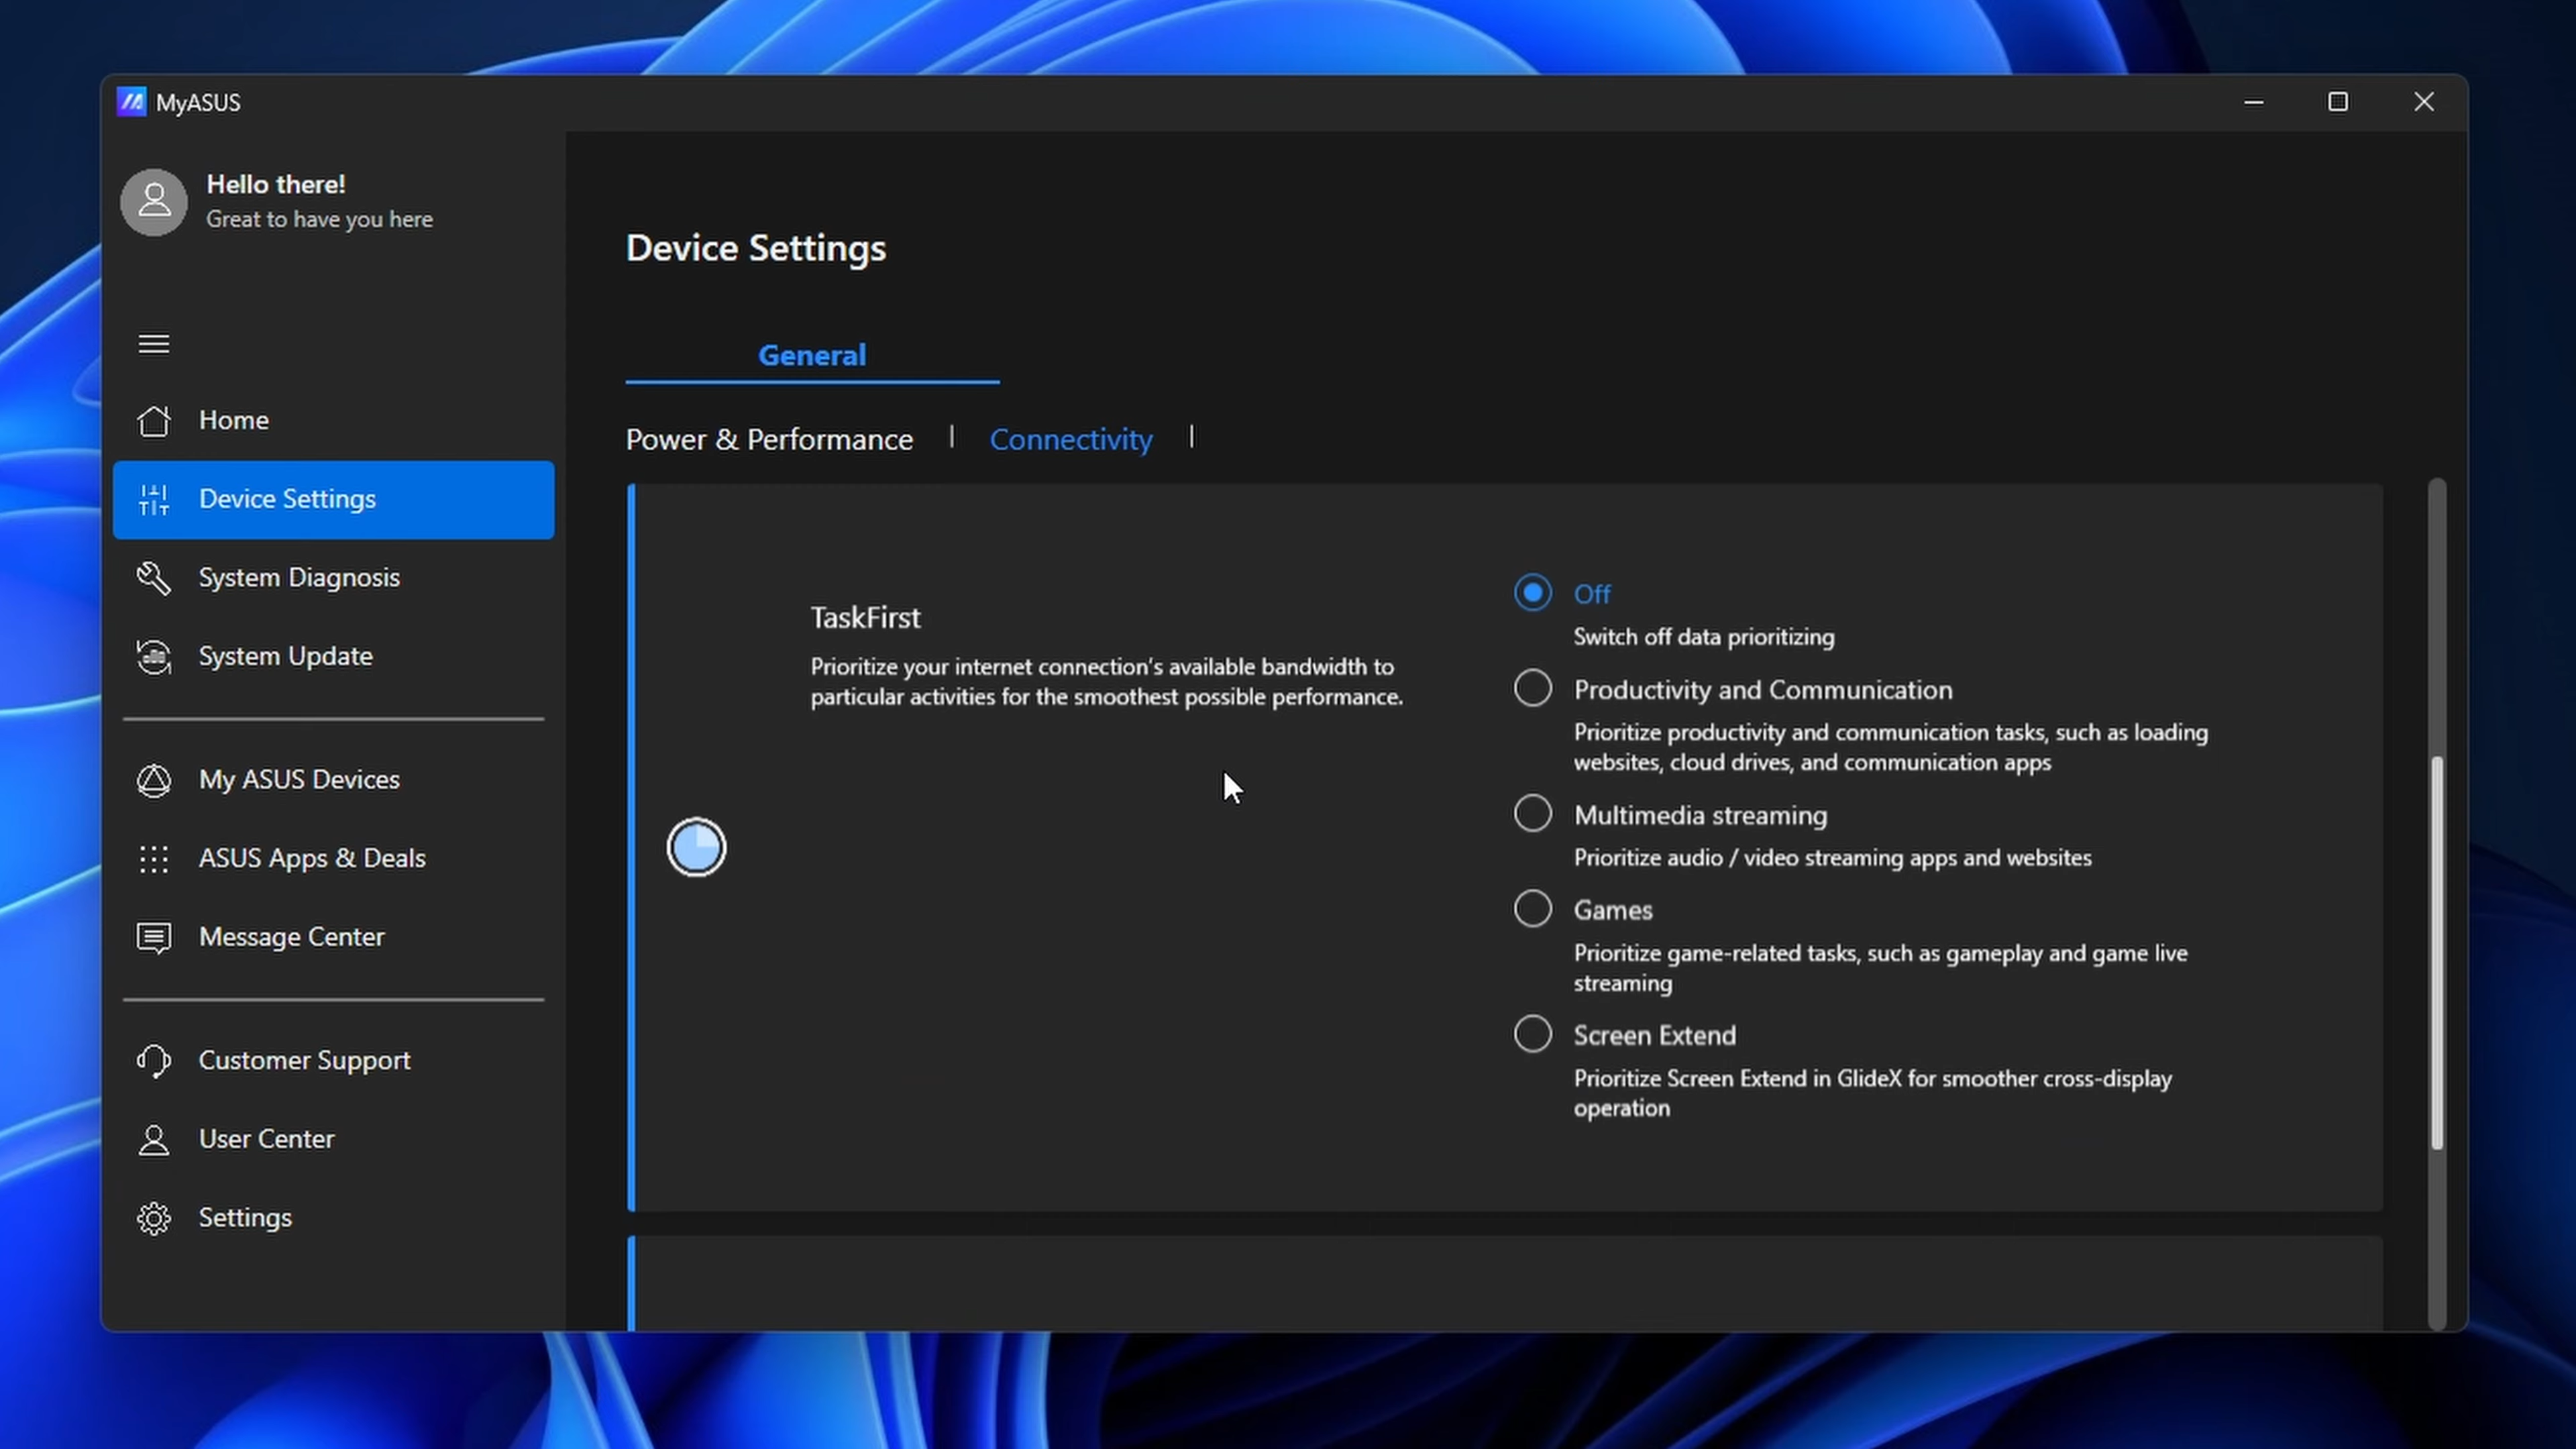 MyASUS
Hello there!
Great to have you here
Home
Device Settings
System Diagnosis
System Update
My ASUS Devices
ASUS Apps & Deals
Message Center
Customer Support
User Center
Settings
Device Settings
General
Power & Performance
Connectivity
TaskFirst
Prioritize your internet connection's available bandwidth to
particular activities for the smoothest possible performance.
Off
Switch off data prioritizing
Productivity and Communication
Prioritize productivity and communication tasks, such as loading
websites, cloud drives, and communication apps
Multimedia streaming
Prioritize audio / video streaming apps and websites
Games
Prioritize game-related tasks, such as gameplay and game live
streaming
Screen Extend
Prioritize Screen Extend in GlideX for smoother cross-display
operation